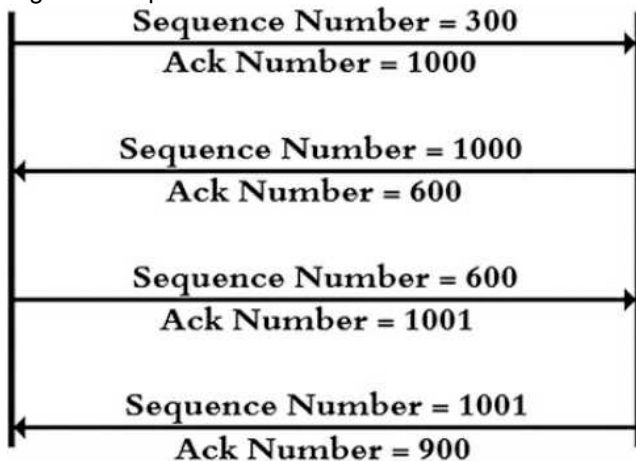 Sequence Number = 300
Ack Number = 1000
Sequence Number = 1000
Ack Number = 600
Sequence Number = 600
Ack Number = 1001
Sequence Number = 1001
Ack Number = 900